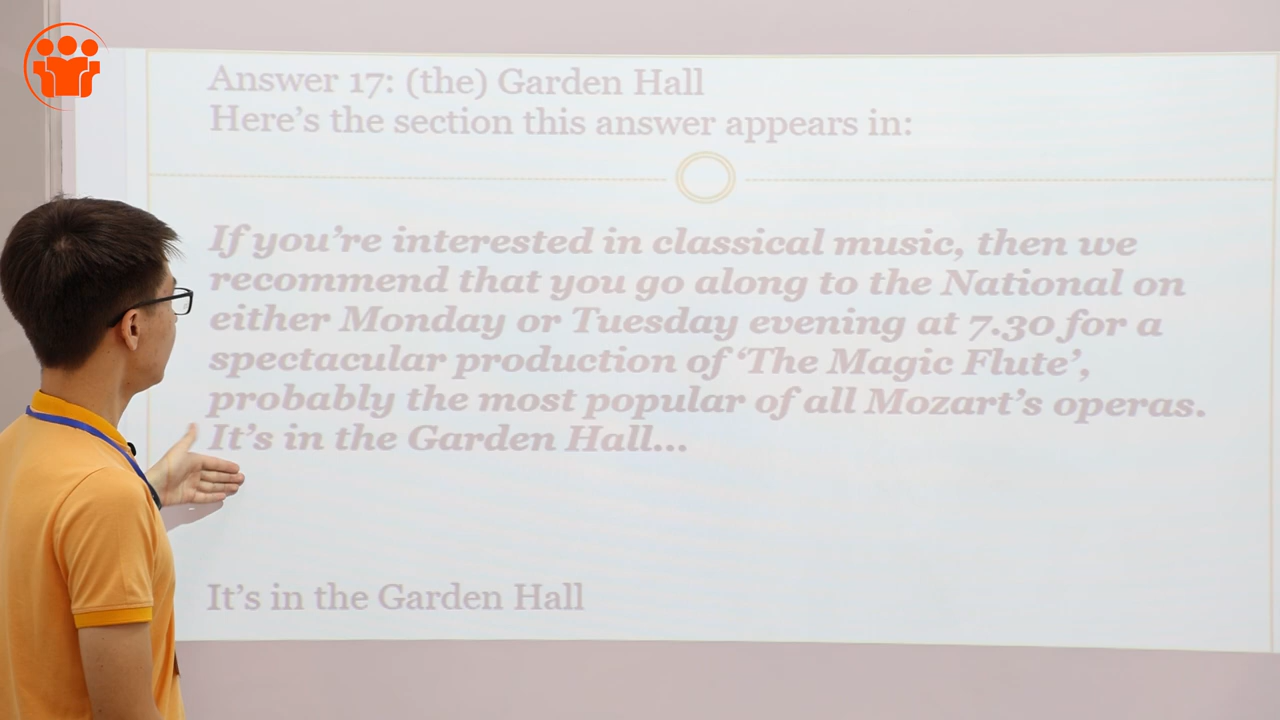 Answer 17: (the) Garden Hall
Here's the section this answer appears in:
If you're interested in classical music, then we
recommend that you go along to the National on
either Monday or Tuesday evening at 7.30 for a
spectacular production of ‘The Magic Flute’,
probably the most popular of all Mozart's operas.
It's in the Garden Hall...
It's in the Garden Hall